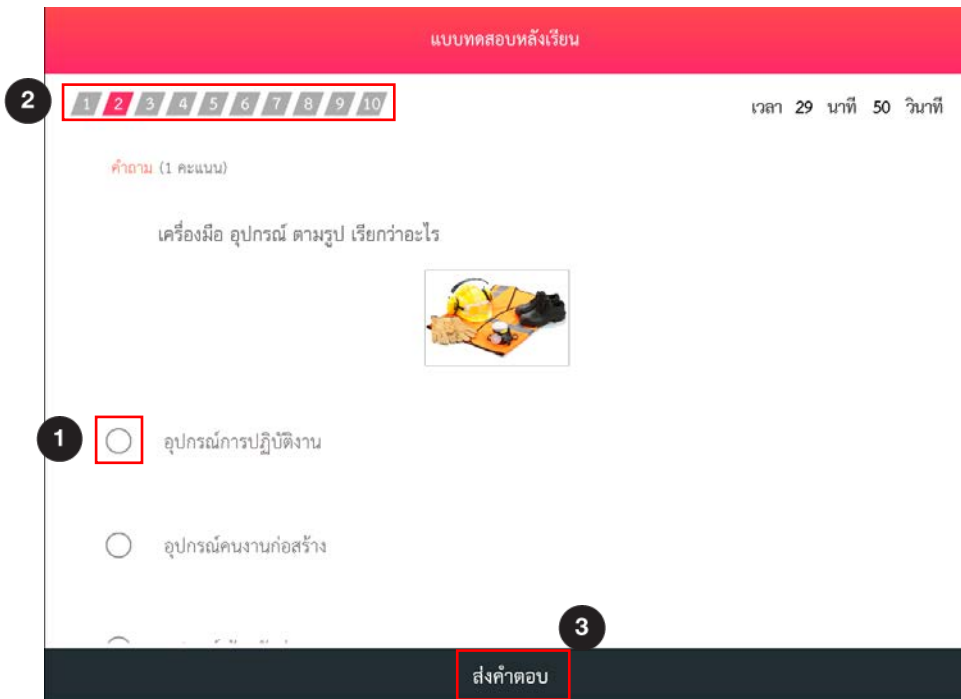 แบบทดสอบหลังเรียน
2
1 2 3 4 5 6 7 8 9 10
เวลา 29 นาที 50 วินาที
คำถาม (1 คะแนน)
เครื่องมือ อุปกรณ์ ตามรูป เรียกว่าอะไร
1
อุปกรณ์การปฏิบัติงาน
อุปกรณ์คนงานก่อสร้าง
3
ส่งคำตอบ